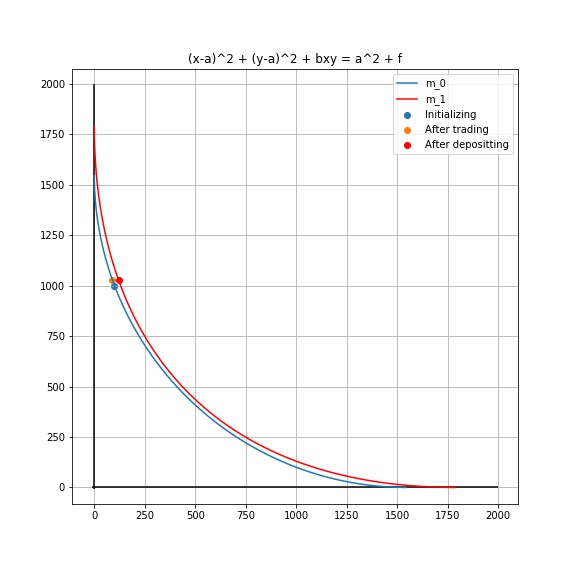 (x-a)^2 + (y-a)^2 + bxy = a^2 + f
m_0
m_1
Initializing
After trading
After depositting
2000
1750
1500
1250
1000
750
500
250
0
0 250 500 750 1000 1250 1500 1750 2000